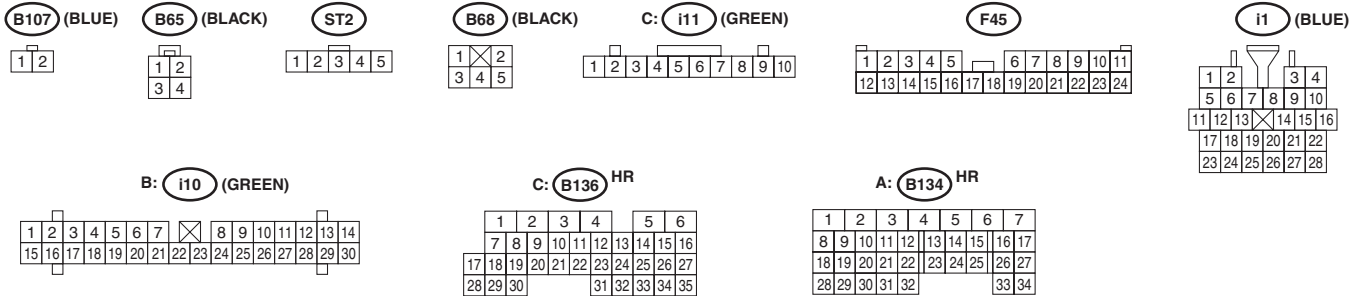 B107 (BLUE) B65 (BLACK) ST2 B68 (BLACK) C: i11 (GREEN) F45 i1 (BLUE)
1 2
1 2
3 4
1 2 3 4 5
1 2
3 4 5
1 2 3 4 5 6 7 8 9 10
1 2 3 4 5 6 7 8 9 10 11
12 13 14 15 16 17 18 19 20 21 22 23 24
1 2 3 4
5 6 7 8 9 10
11 12 13 14 15 16
17 18 19 20 21 22
23 24 25 26 27 28
B: i10 (GREEN) C: B136 HR A: B134 HR
1 2 3 4 5 6 7 8 9 10 11 12 13 14
15 16 17 18 19 20 21 22 23 24 25 26 27 28 29 30
1 2 3 4 5 6
7 8 9 10 11 12 13 14 15 16
17 18 19 20 21 22 23 24 25 26 27
28 29 30 31 32 33 34 35
1 2 3 4 5 6 7
8 9 10 11 12 13 14 15 16 17
18 19 20 21 22 23 24 25 26 27
28 29 30 31 32 33 34